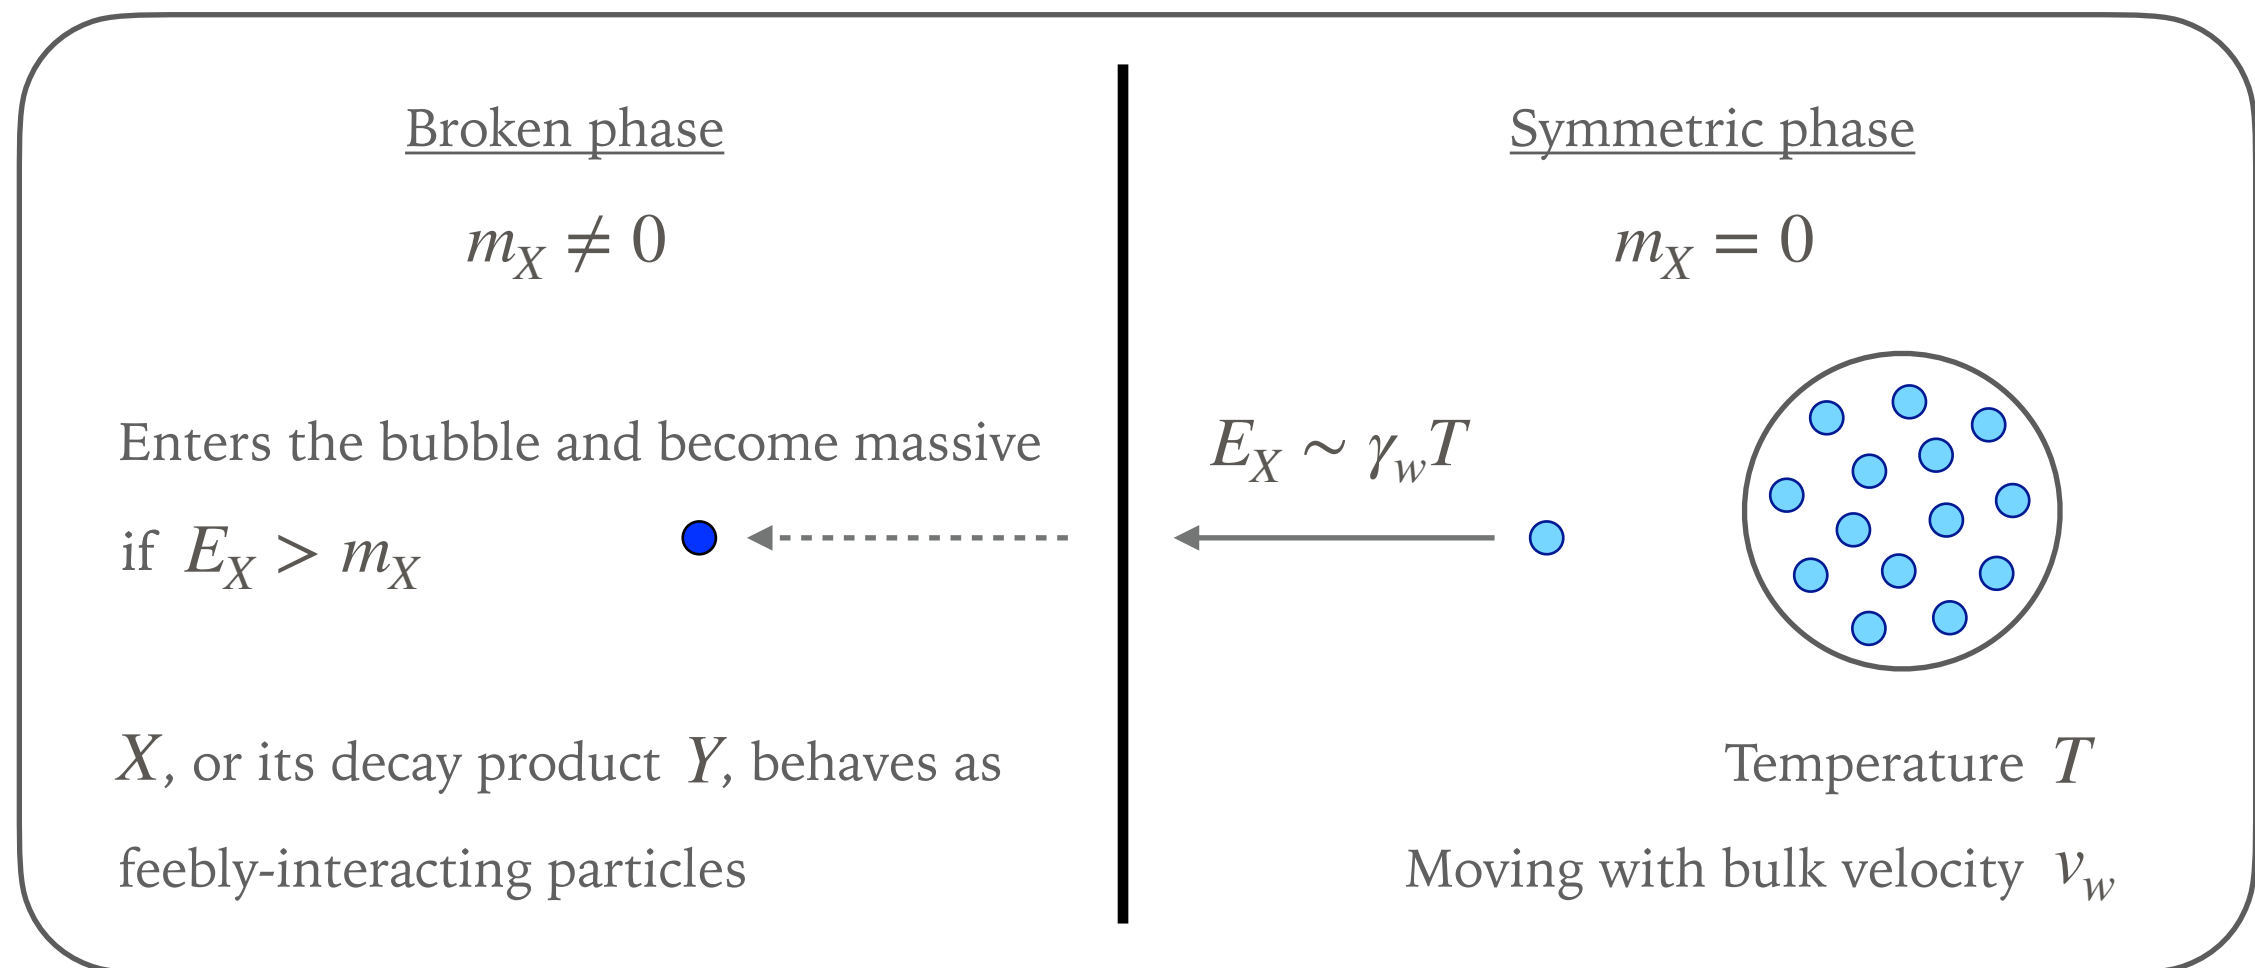 Broken phase
m_X ≠ 0
Enters the bubble and become massive
if E_X > m_X
X, or its decay product Y, behaves as
feebly-interacting particles
Symmetric phase
m_X = 0
E_X ∼ γ_w T
Temperature T
Moving with bulk velocity v_w